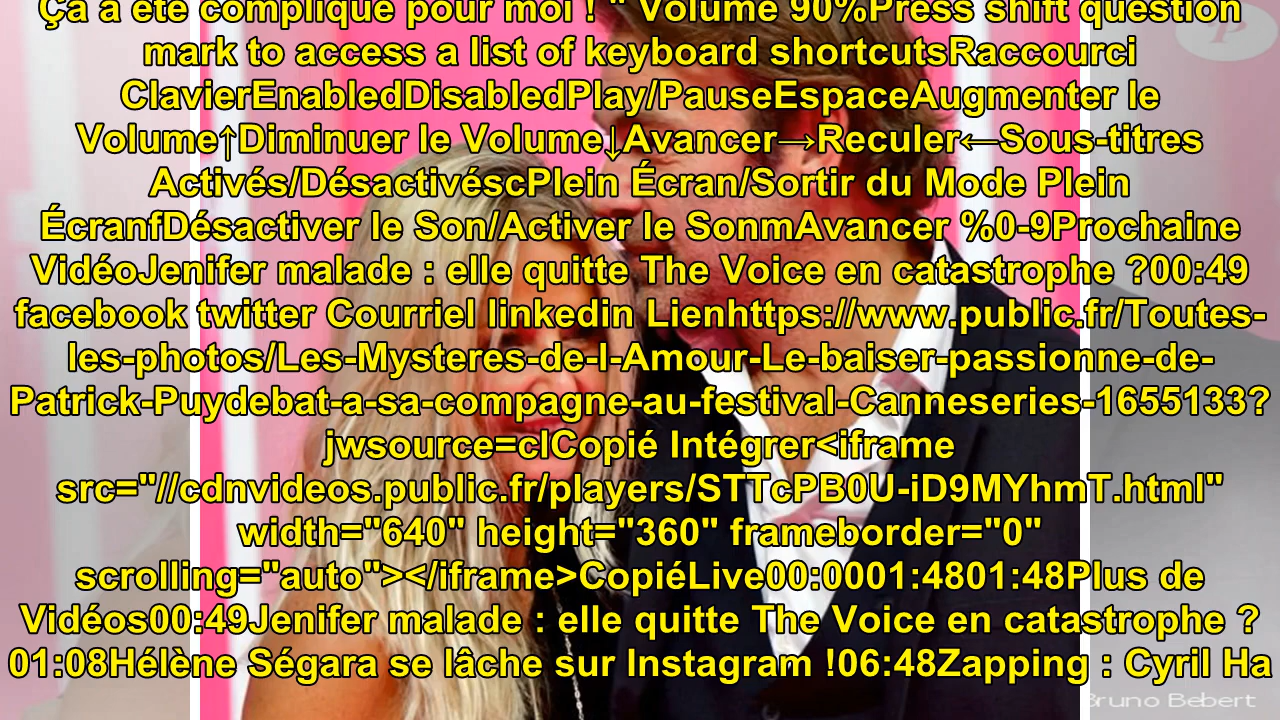 Ça a été compliqué pour moi ! " Volume 90%Press shift question
mark to access a list of keyboard shortcutsRaccourci
ClavierEnabledDisabledPlay/PauseEspaceAugmenter le
Volume↑Diminuer le Volume↓Avancer→Reculer←Sous-titres
Activés/DésactivéscPlein Écran/Sortir du Mode Plein
ÉcranfDésactiver le Son/Activer le SonmAvancer %0-9Prochaine
VidéoJenifer malade : elle quitte The Voice en catastrophe ?00:49
facebook twitter Courriel linkedin Lienhttps://www.public.fr/Toutes-
les-photos/Les-Mysteres-de-l-Amour-Le-baiser-passionne-de-
Patrick-Puydebat-a-sa-compagne-au-festival-Canneseries-1655133?
jwsource=clCopié Intégrer<iframe
src="//cdnvideos.public.fr/players/STTcPB0U-iD9MYhmT.html"
width="640" height="360" frameborder="0"
scrolling="auto"></iframe>CopiéLive00:0001:4801:48Plus de
Vidéos00:49Jenifer malade : elle quitte The Voice en catastrophe ?
01:08Hélène Ségara se lâche sur Instagram !06:48Zapping : Cyril Ha
Bruno Bebert
P